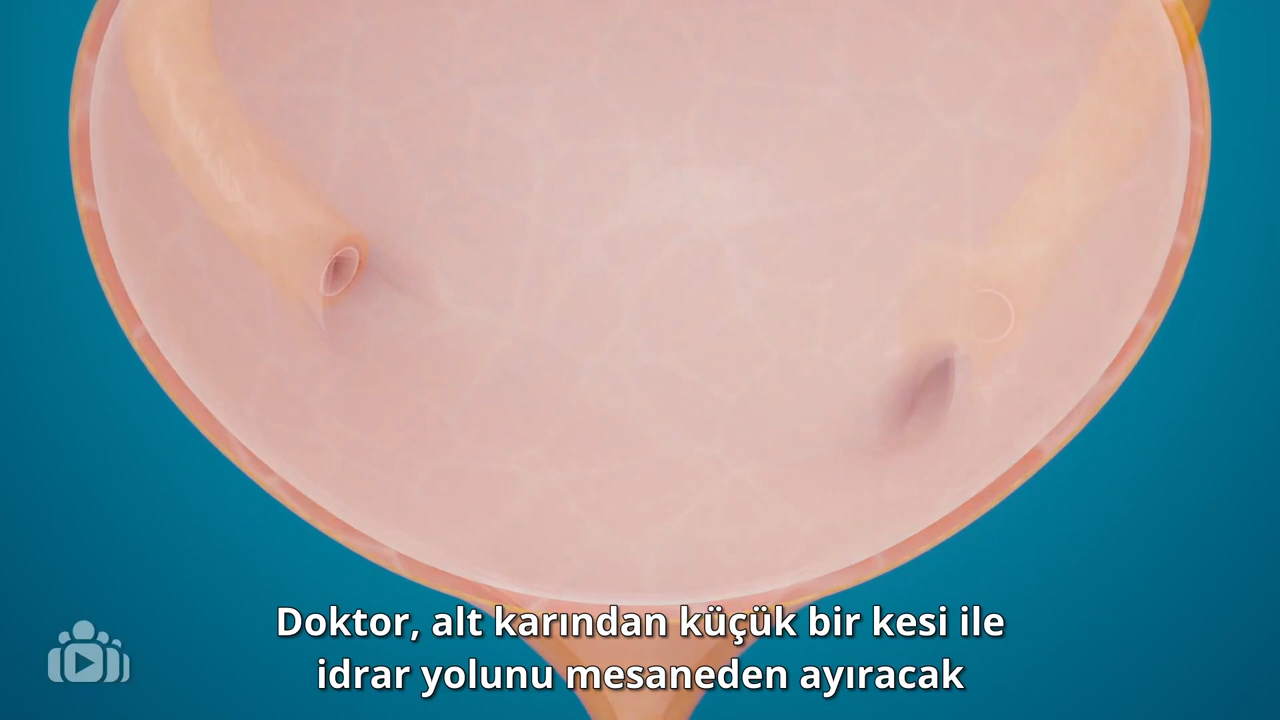 Doktor, alt karından küçük bir kesi ile
idrar yolunu mesaneden ayıracak